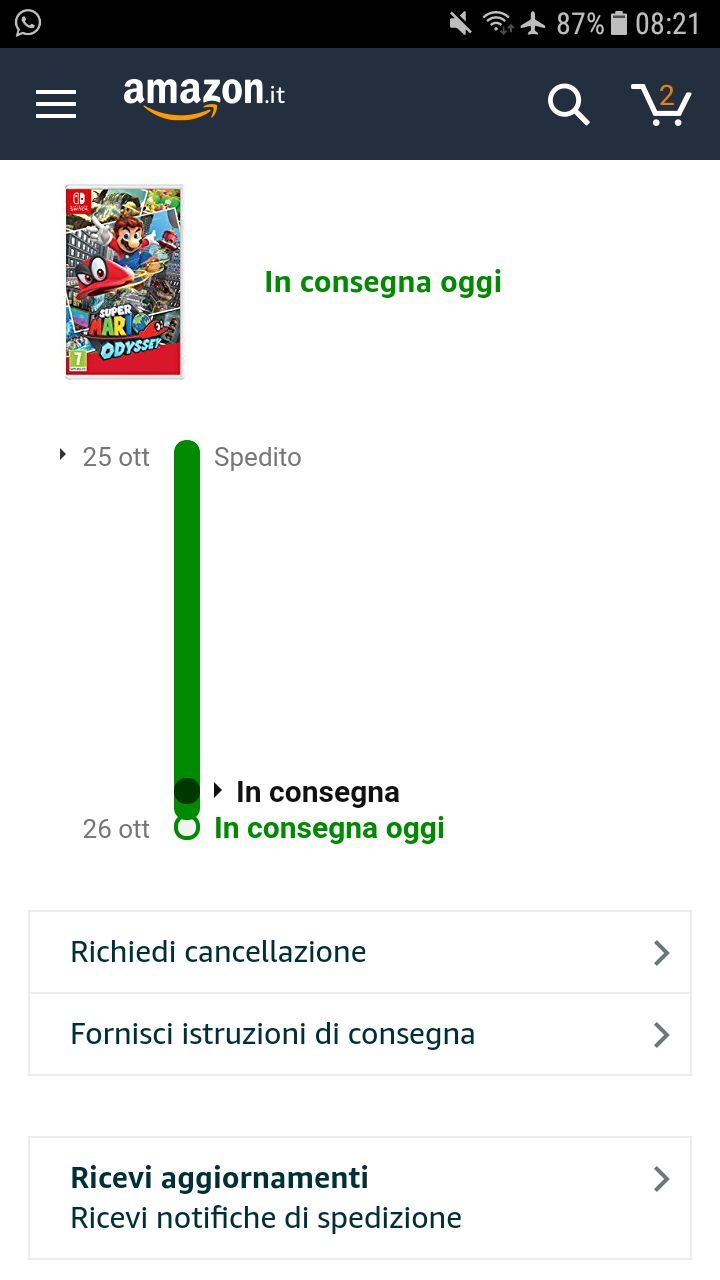 87% 08:21
amazon.it
2
SUPER
MARIO
ODYSSEY
7
In consegna oggi
25 ott Spedito
In consegna
26 ott In consegna oggi
Richiedi cancellazione
Fornisci istruzioni di consegna
Ricevi aggiornamenti
Ricevi notifiche di spedizione